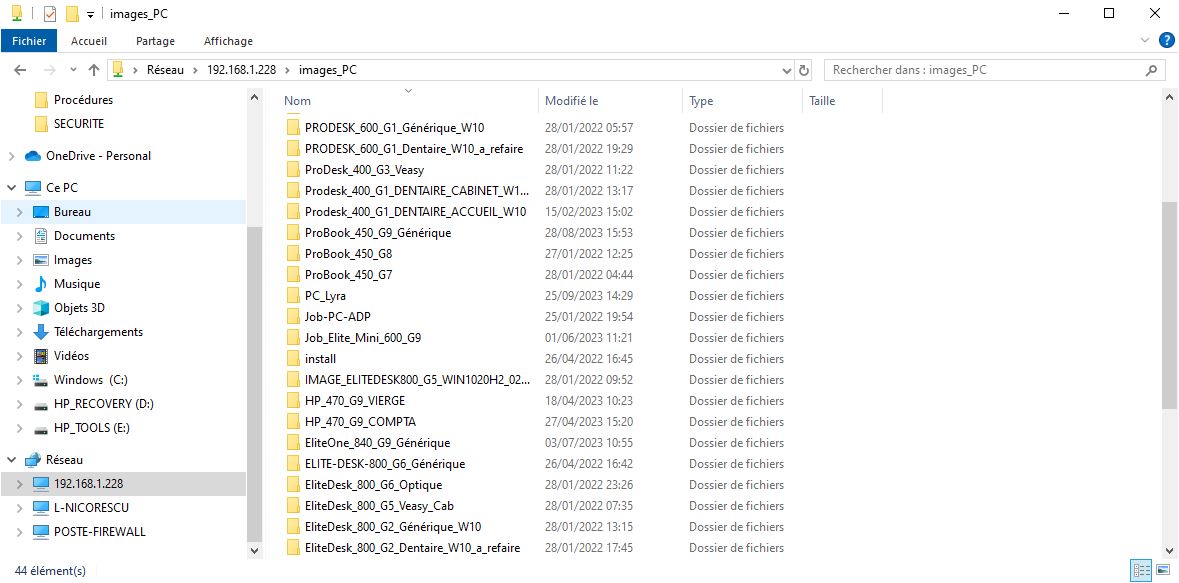 images_PC
Fichier Accueil Partage Affichage
Réseau 192.168.1.228 images_PC Rechercher dans : images_PC
Procédures
SECURITE
OneDrive - Personal
Ce PC
Bureau
Documents
Images
Musique
Objets 3D
Téléchargements
Vidéos
Windows (C:)
HP_RECOVERY (D:)
HP_TOOLS (E:)
Réseau
192.168.1.228
L-NICORESCU
POSTE-FIREWALL
Nom Modifié le Type Taille
PRODESK_600_G1_Générique_W10 28/01/2022 05:57 Dossier de fichiers
PRODESK_600_G1_Dentaire_W10_a_refaire 28/01/2022 19:29 Dossier de fichiers
ProDesk_400_G3_Veasy 28/01/2022 11:22 Dossier de fichiers
Prodesk_400_G1_DENTAIRE_CABINET_W1... 28/01/2022 13:17 Dossier de fichiers
Prodesk_400_G1_DENTAIRE_ACCUEIL_W10 15/02/2023 15:02 Dossier de fichiers
ProBook_450_G9_Générique 28/08/2023 15:53 Dossier de fichiers
ProBook_450_G8 27/01/2022 12:25 Dossier de fichiers
ProBook_450_G7 28/01/2022 04:44 Dossier de fichiers
PC_Lyra 25/09/2023 14:29 Dossier de fichiers
Job-PC-ADP 25/01/2022 19:54 Dossier de fichiers
Job_Elite_Mini_600_G9 01/06/2023 11:21 Dossier de fichiers
install 26/04/2022 16:45 Dossier de fichiers
IMAGE_ELITEDESK800_G5_WIN1020H2_02... 28/01/2022 09:52 Dossier de fichiers
HP_470_G9_VIERGE 18/04/2023 10:23 Dossier de fichiers
HP_470_G9_COMPTA 27/04/2023 15:20 Dossier de fichiers
EliteOne_840_G9_Générique 03/07/2023 10:55 Dossier de fichiers
ELITE-DESK-800_G6_Générique 26/04/2022 16:42 Dossier de fichiers
EliteDesk_800_G6_Optique 28/01/2022 23:26 Dossier de fichiers
EliteDesk_800_G5_Veasy_Cab 28/01/2022 07:35 Dossier de fichiers
EliteDesk_800_G2_Générique_W10 28/01/2022 13:15 Dossier de fichiers
EliteDesk_800_G2_Dentaire_W10_a_refaire 28/01/2022 17:45 Dossier de fichiers
44 élément(s)